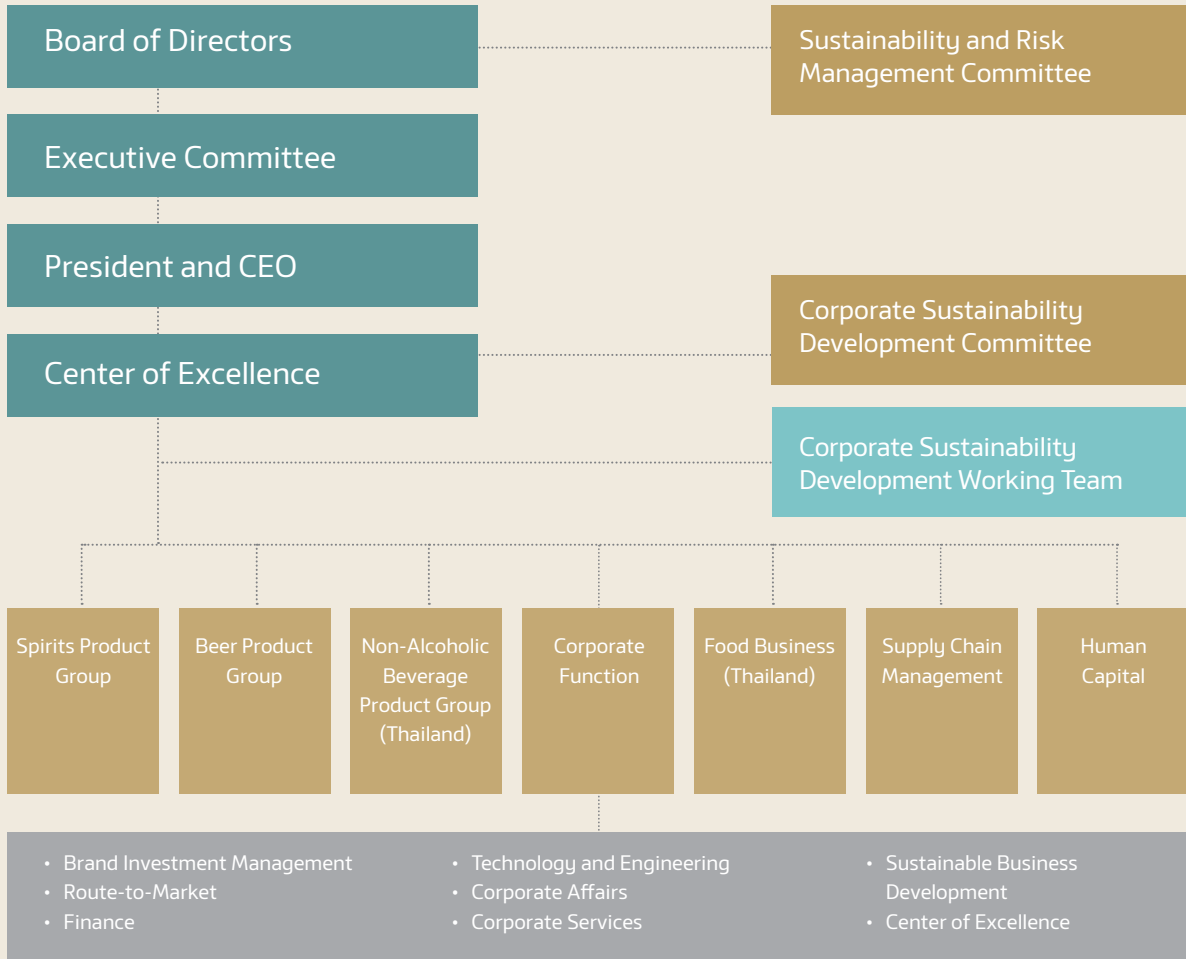 Board of Directors
Sustainability and Risk
Management Committee
Executive Committee
President and CEO
Corporate Sustainability
Development Committee
Center of Excellence
Corporate Sustainability
Development Working Team
Spirits Product
Group
Beer Product
Group
Non-Alcoholic
Beverage
Product Group
(Thailand)
Corporate
Function
Food Business
(Thailand)
Supply Chain
Management
Human
Capital
• Brand Investment Management
• Route-to-Market
• Finance
• Technology and Engineering
• Corporate Affairs
• Corporate Services
• Sustainable Business
Development
• Center of Excellence